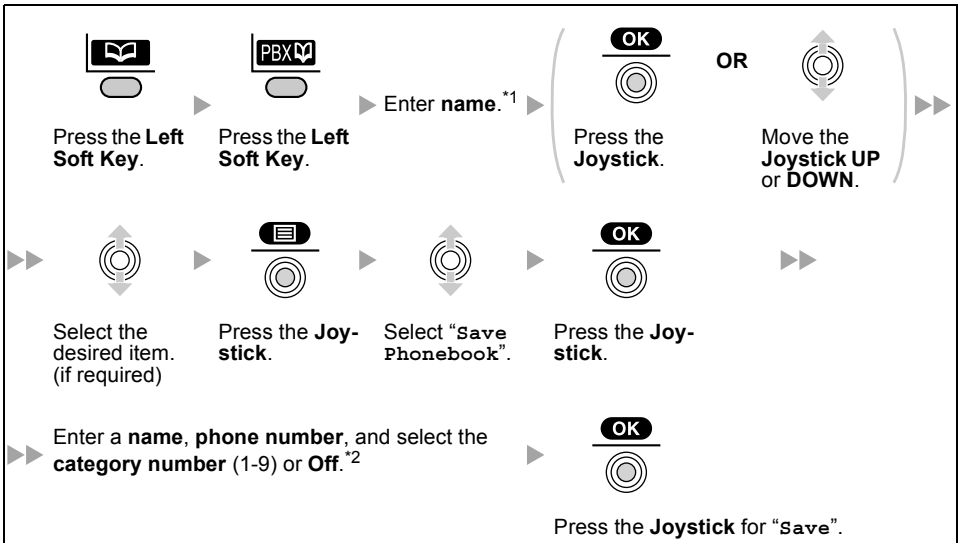 OK OK
PBX
OR
Enter name.*1
Press the Left
Soft Key.
Press the Left
Soft Key.
Press the
Joystick.
Move the
Joystick UP
or DOWN.
OK
Select the
desired item.
(if required)
Press the Joy-
stick.
Select “Save
Phonebook”.
Press the Joy-
stick.
Enter a name, phone number, and select the
category number (1-9) or Off.*2
OK
Press the Joystick for “Save”.